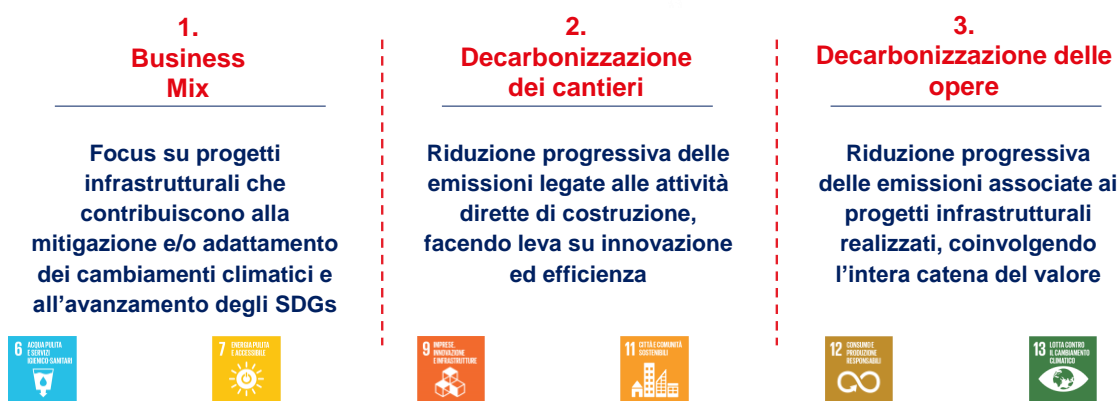 1.
Business
Mix
Focus su progetti
infrastrutturali che
contribuiscono alla
mitigazione e/o adattamento
dei cambiamenti climatici e
all’avanzamento degli SDGs
2.
Decarbonizzazione
dei cantieri
Riduzione progressiva delle
emissioni legate alle attività
dirette di costruzione,
facendo leva su innovazione
ed efficienza
3.
Decarbonizzazione delle
opere
Riduzione progressiva
delle emissioni associate ai
progetti infrastrutturali
realizzati, coinvolgendo
l’intera catena del valore
6 ACQUA PULITA
E SERVIZI
IGIENICO-SANITARI
7 ENERGIA PULITA
E ACCESSIBILE
9 IMPRESE,
INNOVAZIONE
E INFRASTRUTTURE
11 CITTÀ E COMUNITÀ
SOSTENIBILI
12 CONSUMO E
PRODUZIONE
RESPONSABILI
13 LOTTA CONTRO
IL CAMBIAMENTO
CLIMATICO